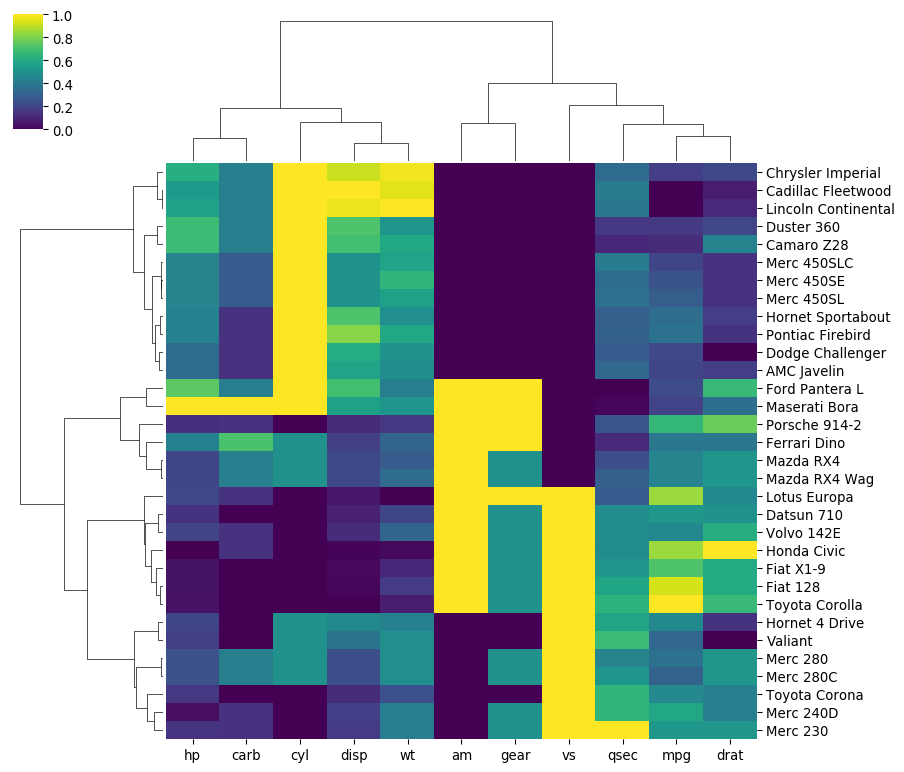 1.0
0.8
0.6
0.4
0.2
0.0
Chrysler Imperial
Cadillac Fleetwood
Lincoln Continental
Duster 360
Camaro Z28
Merc 450SLC
Merc 450SE
Merc 450SL
Hornet Sportabout
Pontiac Firebird
Dodge Challenger
AMC Javelin
Ford Pantera L
Maserati Bora
Porsche 914-2
Ferrari Dino
Mazda RX4
Mazda RX4 Wag
Lotus Europa
Datsun 710
Volvo 142E
Honda Civic
Fiat X1-9
Fiat 128
Toyota Corolla
Hornet 4 Drive
Valiant
Merc 280
Merc 280C
Toyota Corona
Merc 240D
Merc 230
hp carb cyl disp wt am gear vs qsec mpg drat